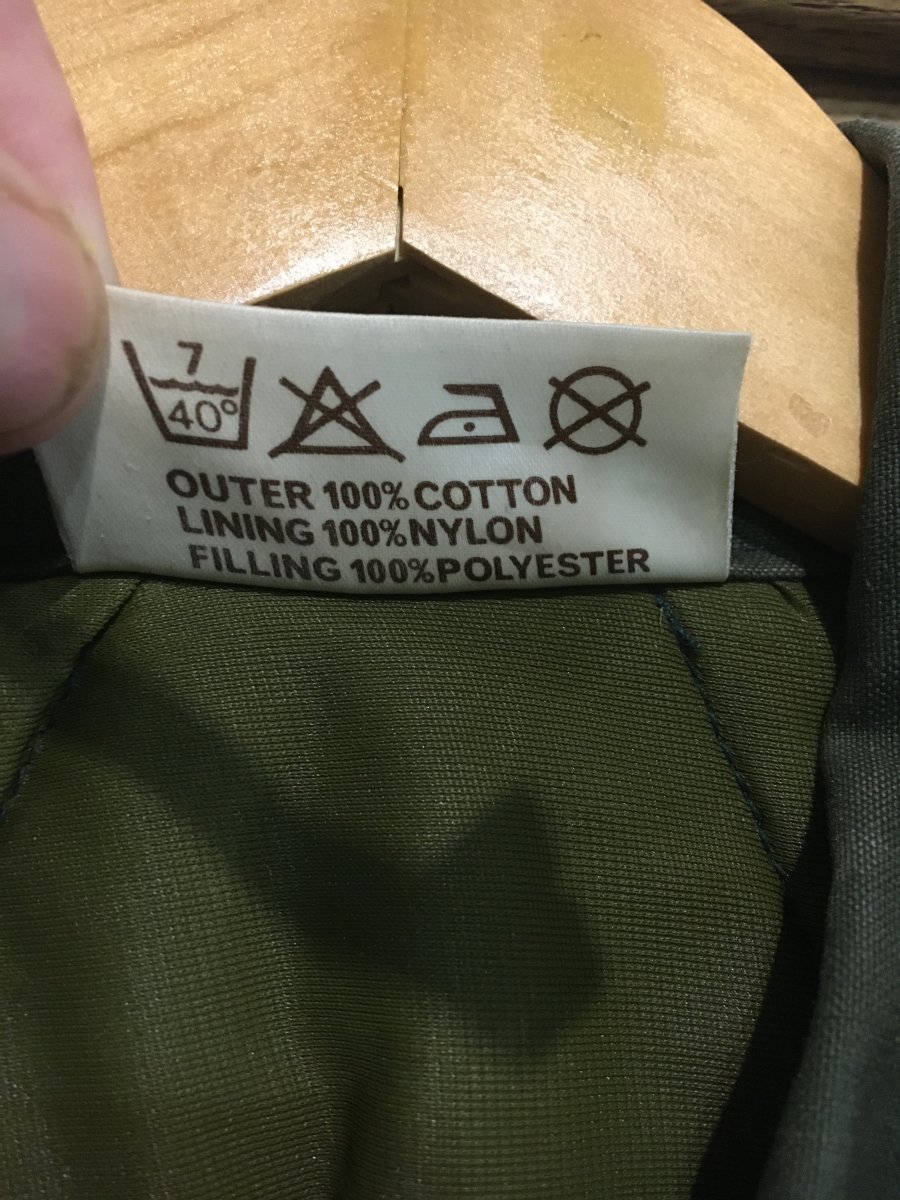 7
40°
OUTER 100% COTTON
LINING 100% NYLON
FILLING 100% POLYESTER